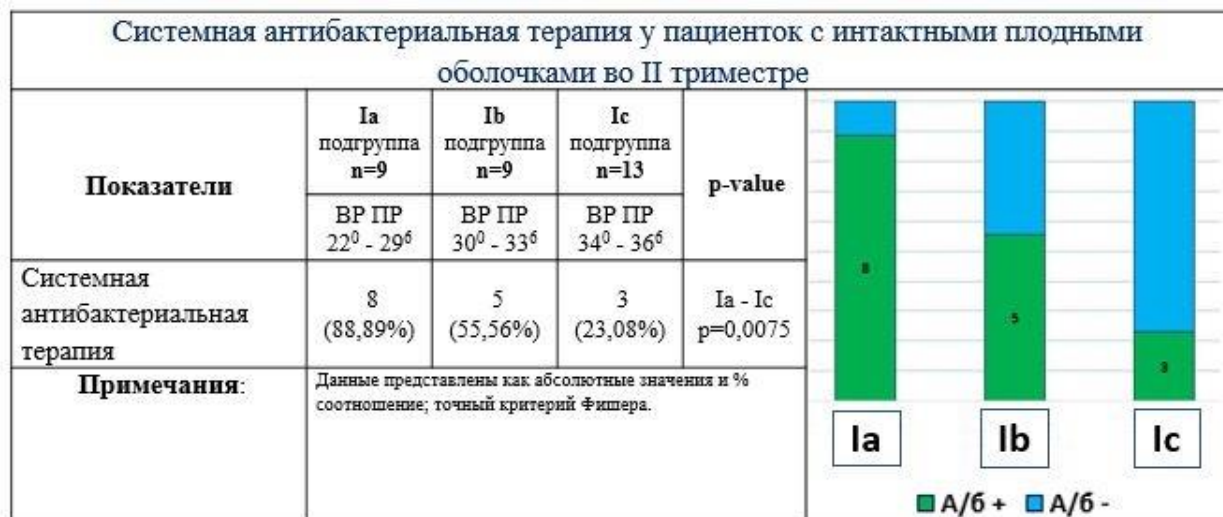 Системная антибактериальная терапия у пациенток с интактными плодными
оболочками во II триместре
Показатели
Ia
подгруппа
n=9
Ib
подгруппа
n=9
Ic
подгруппа
n=13
p-value
ВР ПР
22⁰ - 29⁶
ВР ПР
30⁰ - 33⁶
ВР ПР
34⁰ - 36⁶
Системная
антибактериальная
терапия
8
(88,89%)
5
(55,56%)
3
(23,08%)
Ia - Ic
p=0,0075
Примечания:
Данные представлены как абсолютные значения и %
соотношение; точный критерий Фишера.
8
5
3
Ia
Ib
Ic
А/б + А/б -